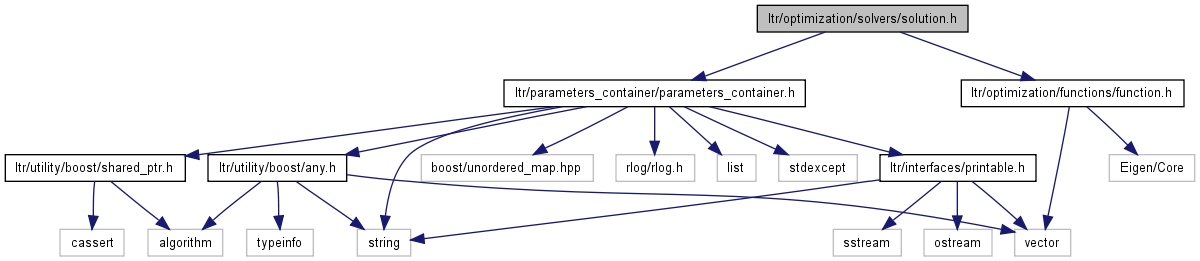 ltr/optimization/solvers/solution.h
ltr/parameters_container/parameters_container.h
ltr/optimization/functions/function.h
ltr/utility/boost/shared_ptr.h
ltr/utility/boost/any.h
boost/unordered_map.hpp
rlog/rlog.h
list
stdexcept
ltr/interfaces/printable.h
Eigen/Core
cassert
algorithm
typeinfo
string
sstream
ostream
vector